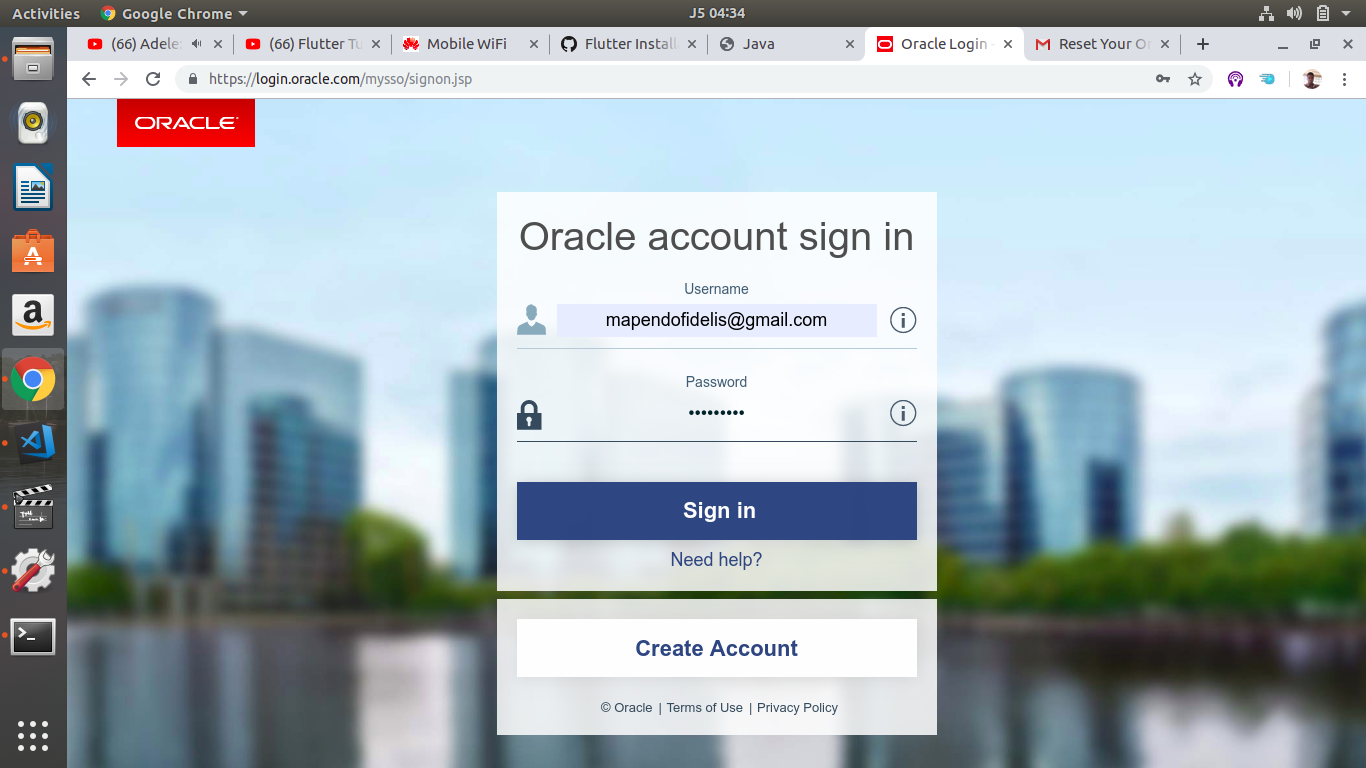 Activities
Google Chrome
J5 04:34
(66) Adele:
(66) Flutter Tu
Mobile WiFi
Flutter Install
Java
Oracle Login -
Reset Your Or
https://login.oracle.com/mysso/signon.jsp
ORACLE
Oracle account sign in
Username
mapendofidelis@gmail.com
Password
•••••••••
Sign in
Need help?
Create Account
© Oracle | Terms of Use | Privacy Policy